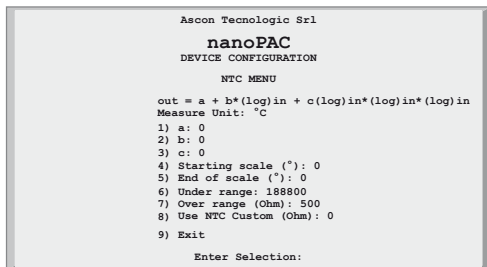 Ascon Tecnologic Srl
nanoPAC
DEVICE CONFIGURATION
NTC MENU
out = a + b*(log)in + c(log)in*(log)in*(log)in
Measure Unit: °C
1) a: 0
2) b: 0
3) c: 0
4) Starting scale (°): 0
5) End of scale (°): 0
6) Under range: 188800
7) Over range (Ohm): 500
8) Use NTC Custom (Ohm): 0
9) Exit
Enter Selection: